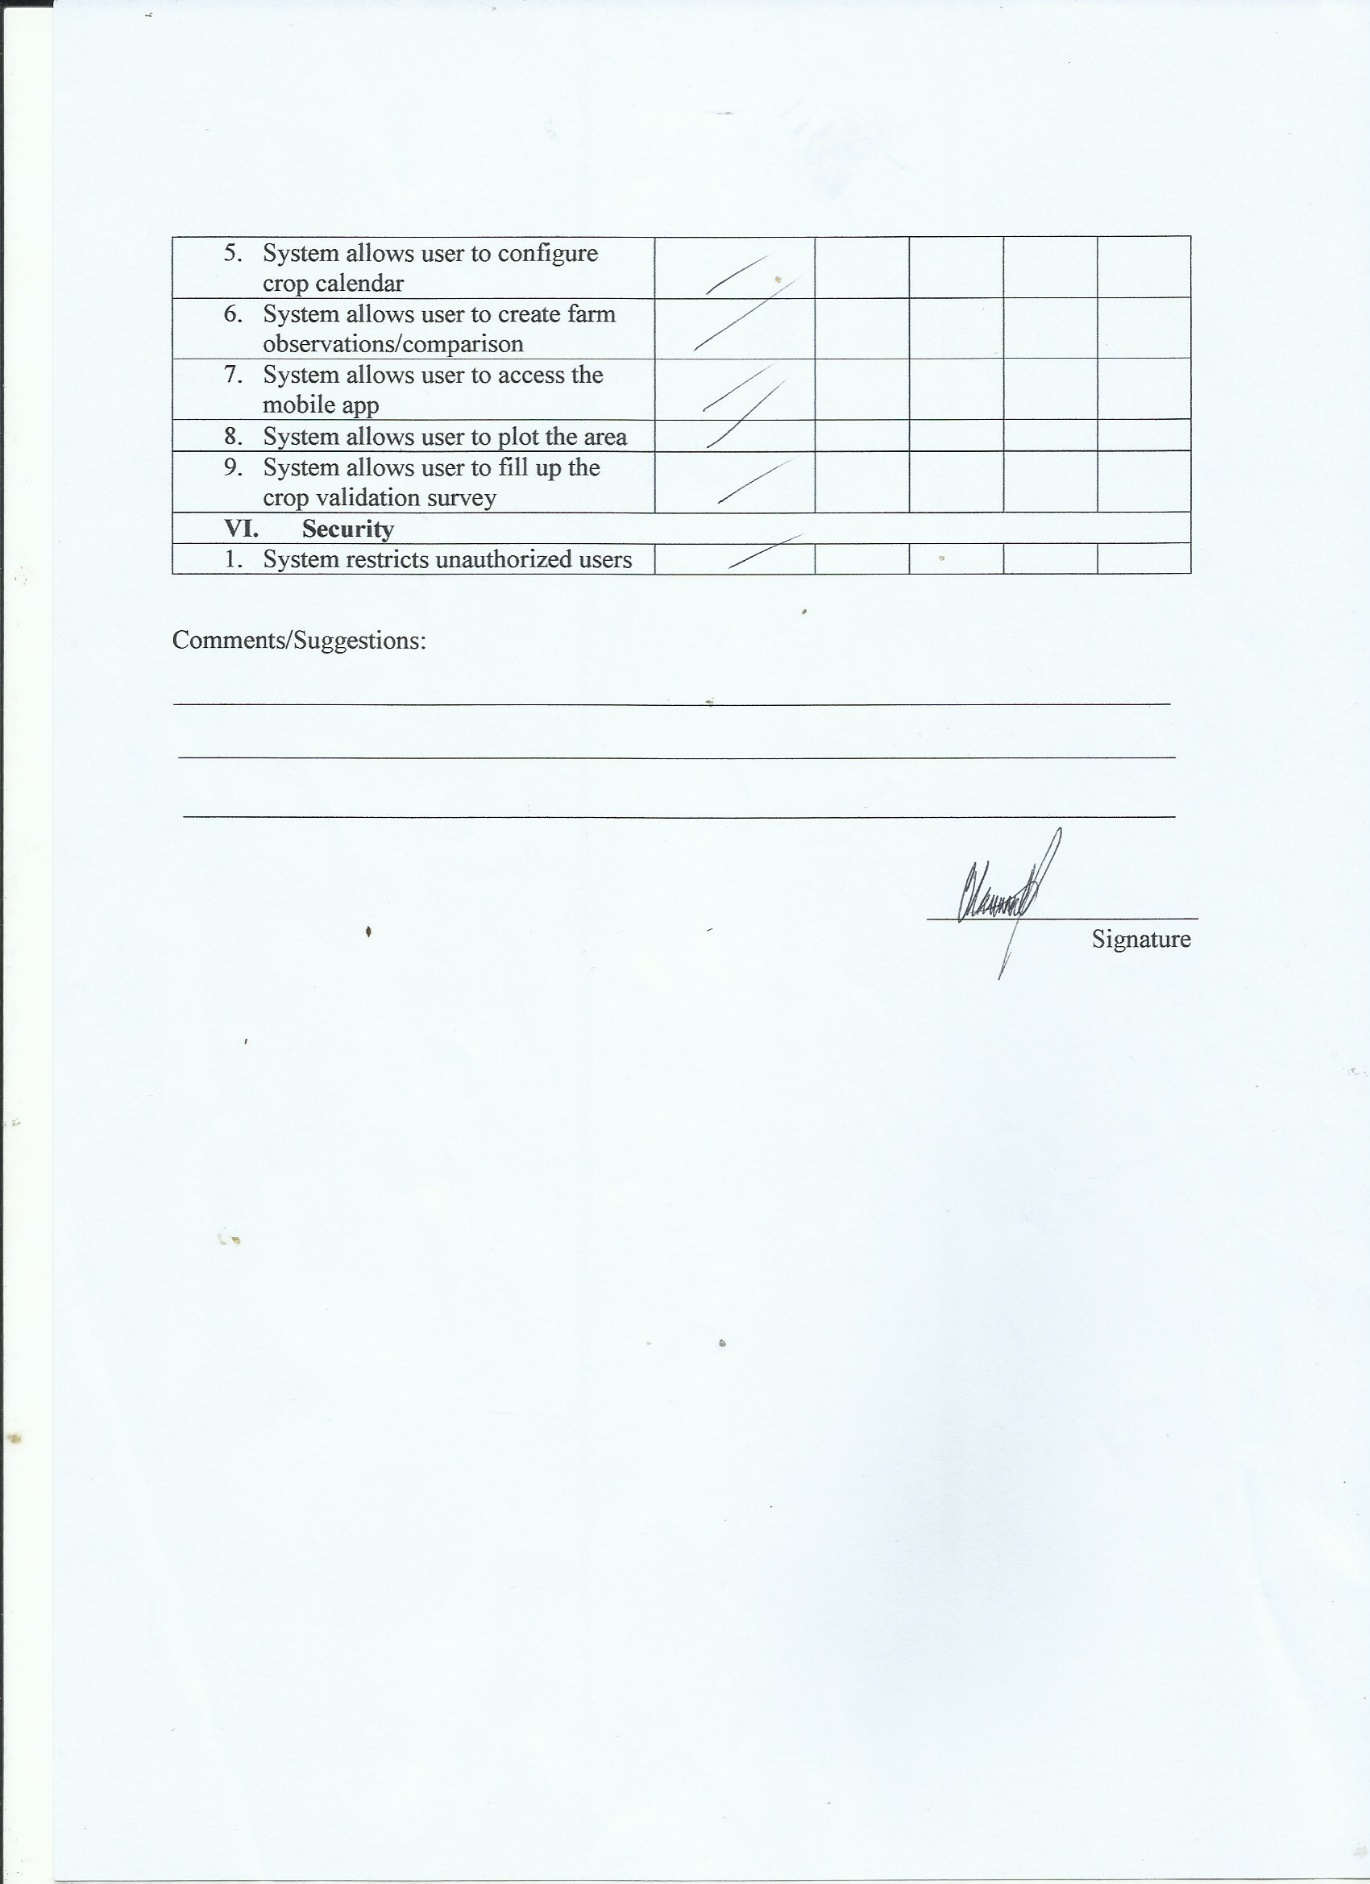 5. System allows user to configure
crop calendar
6. System allows user to create farm
observations/comparison
7. System allows user to access the
mobile app
8. System allows user to plot the area
9. System allows user to fill up the
crop validation survey
VI. Security
1. System restricts unauthorized users
Comments/Suggestions:
Signature